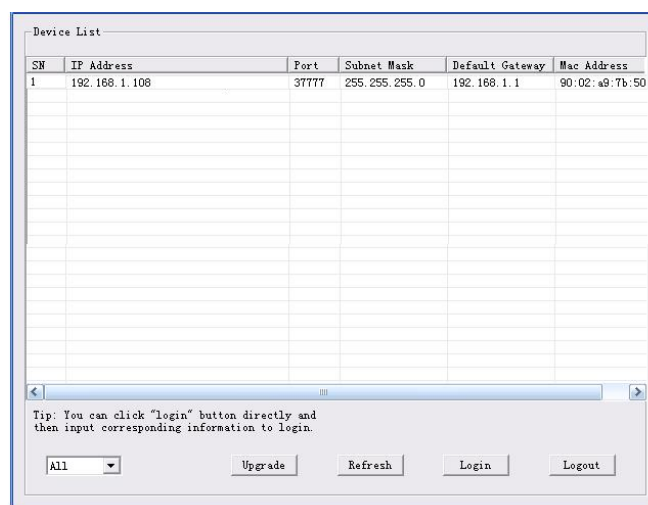 Device List
SN IP Address Port Subnet Mask Default Gateway Mac Address
1 192.168.1.108 37777 255.255.255.0 192.168.1.1 90:02:a9:7b:50
Tip: You can click "login" button directly and
then input corresponding information to login.
All Upgrade Refresh Login Logout